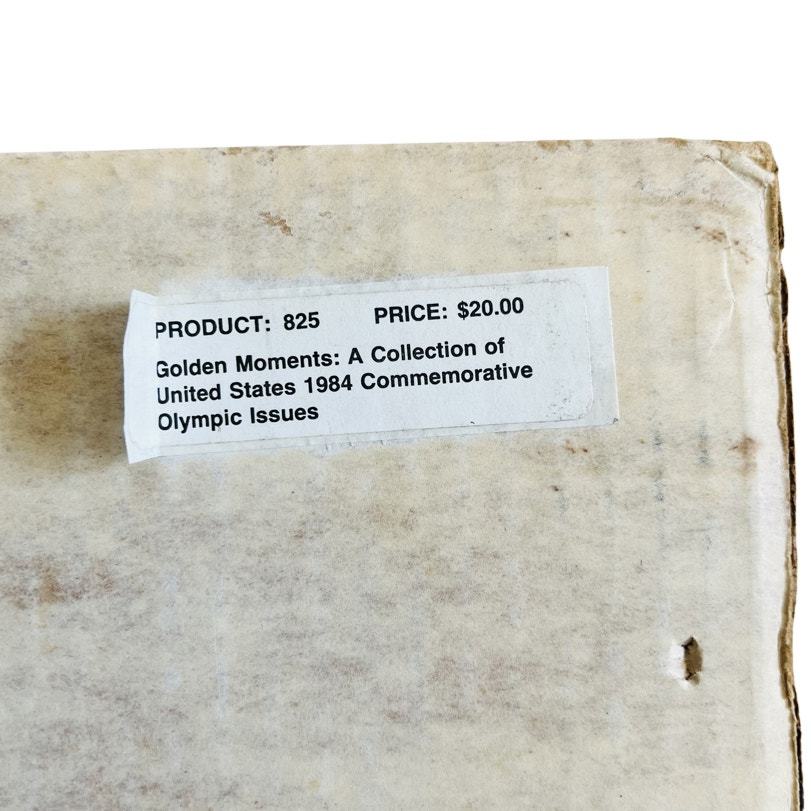 PRODUCT: 825 PRICE: $20.00
Golden Moments: A Collection of
United States 1984 Commemorative
Olympic Issues